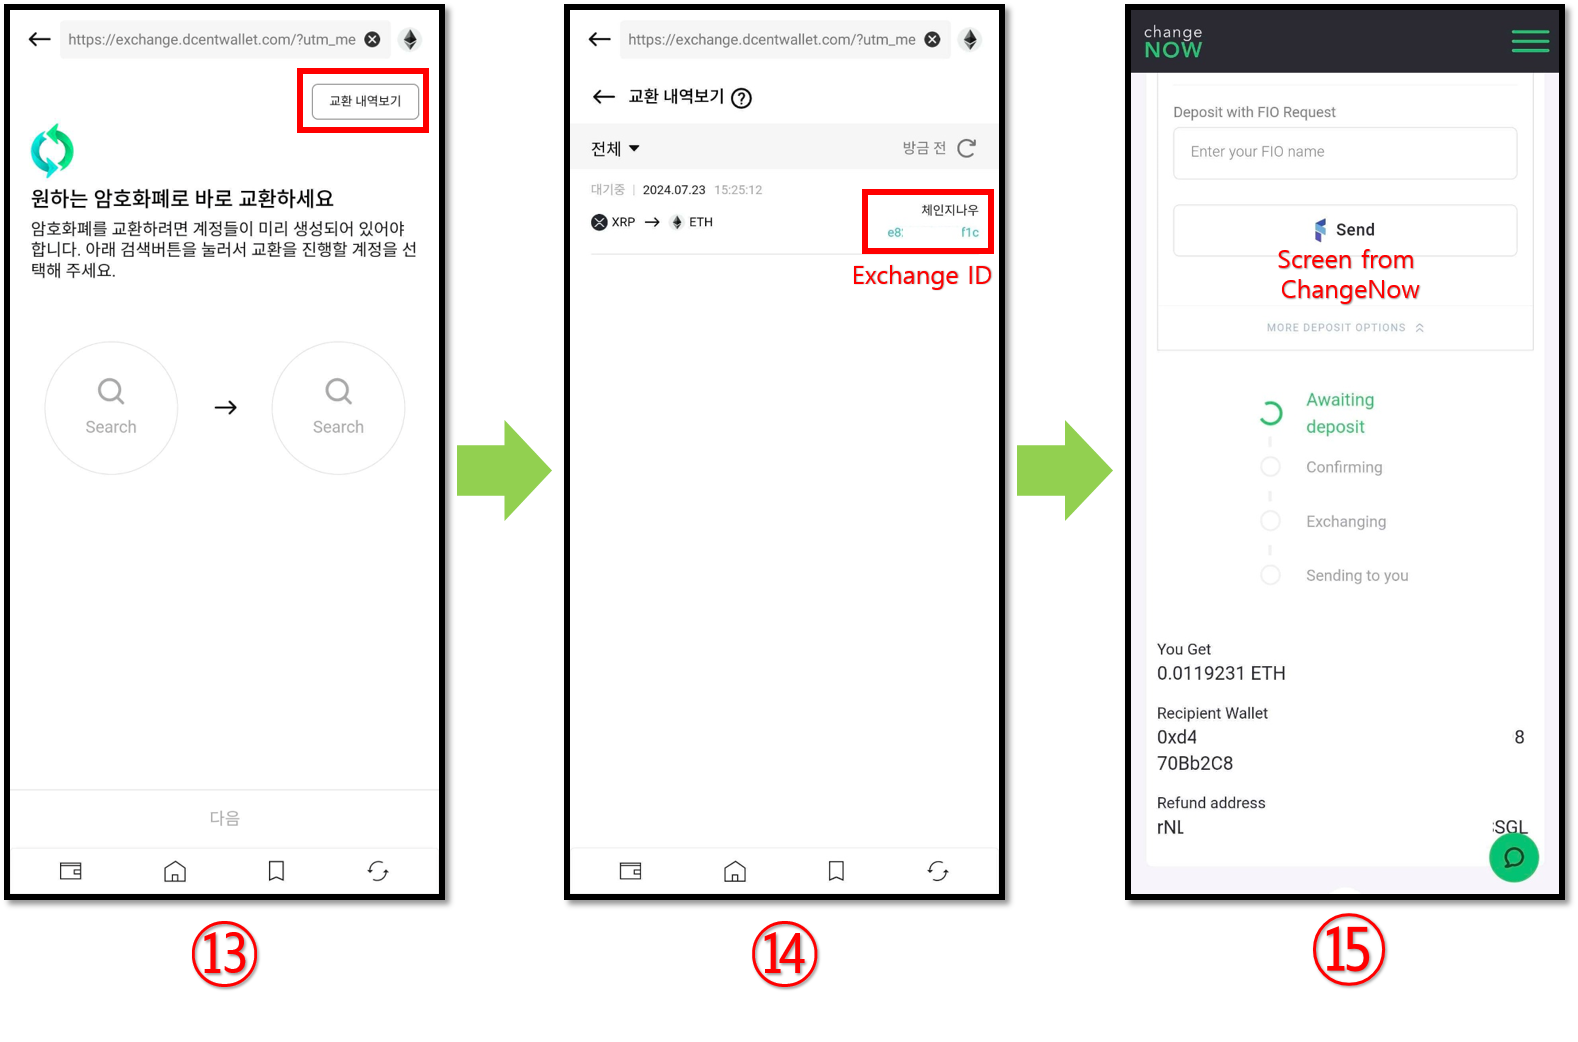 https://exchange.dcentwallet.com/?utm_me
교환 내역보기
원하는 암호화폐로 바로 교환하세요
암호화폐를 교환하려면 계정들이 미리 생성되어 있어야
합니다. 아래 검색버튼을 눌러서 교환을 진행할 계정을 선
택해 주세요.
Search
Search
다음
⑬
https://exchange.dcentwallet.com/?utm_me
교환 내역보기
전체
방금 전
대기중 | 2024.07.23 15:25:12
체인지나우
XRP → ETH
e8: f1c
Exchange ID
⑭
change
NOW
Deposit with FIO Request
Enter your FIO name
Send
Screen from
ChangeNow
MORE DEPOSIT OPTIONS
Awaiting
deposit
Confirming
Exchanging
Sending to you
You Get
0.0119231 ETH
Recipient Wallet
0xd4 8
70Bb2C8
Refund address
rNL SGL
⑮